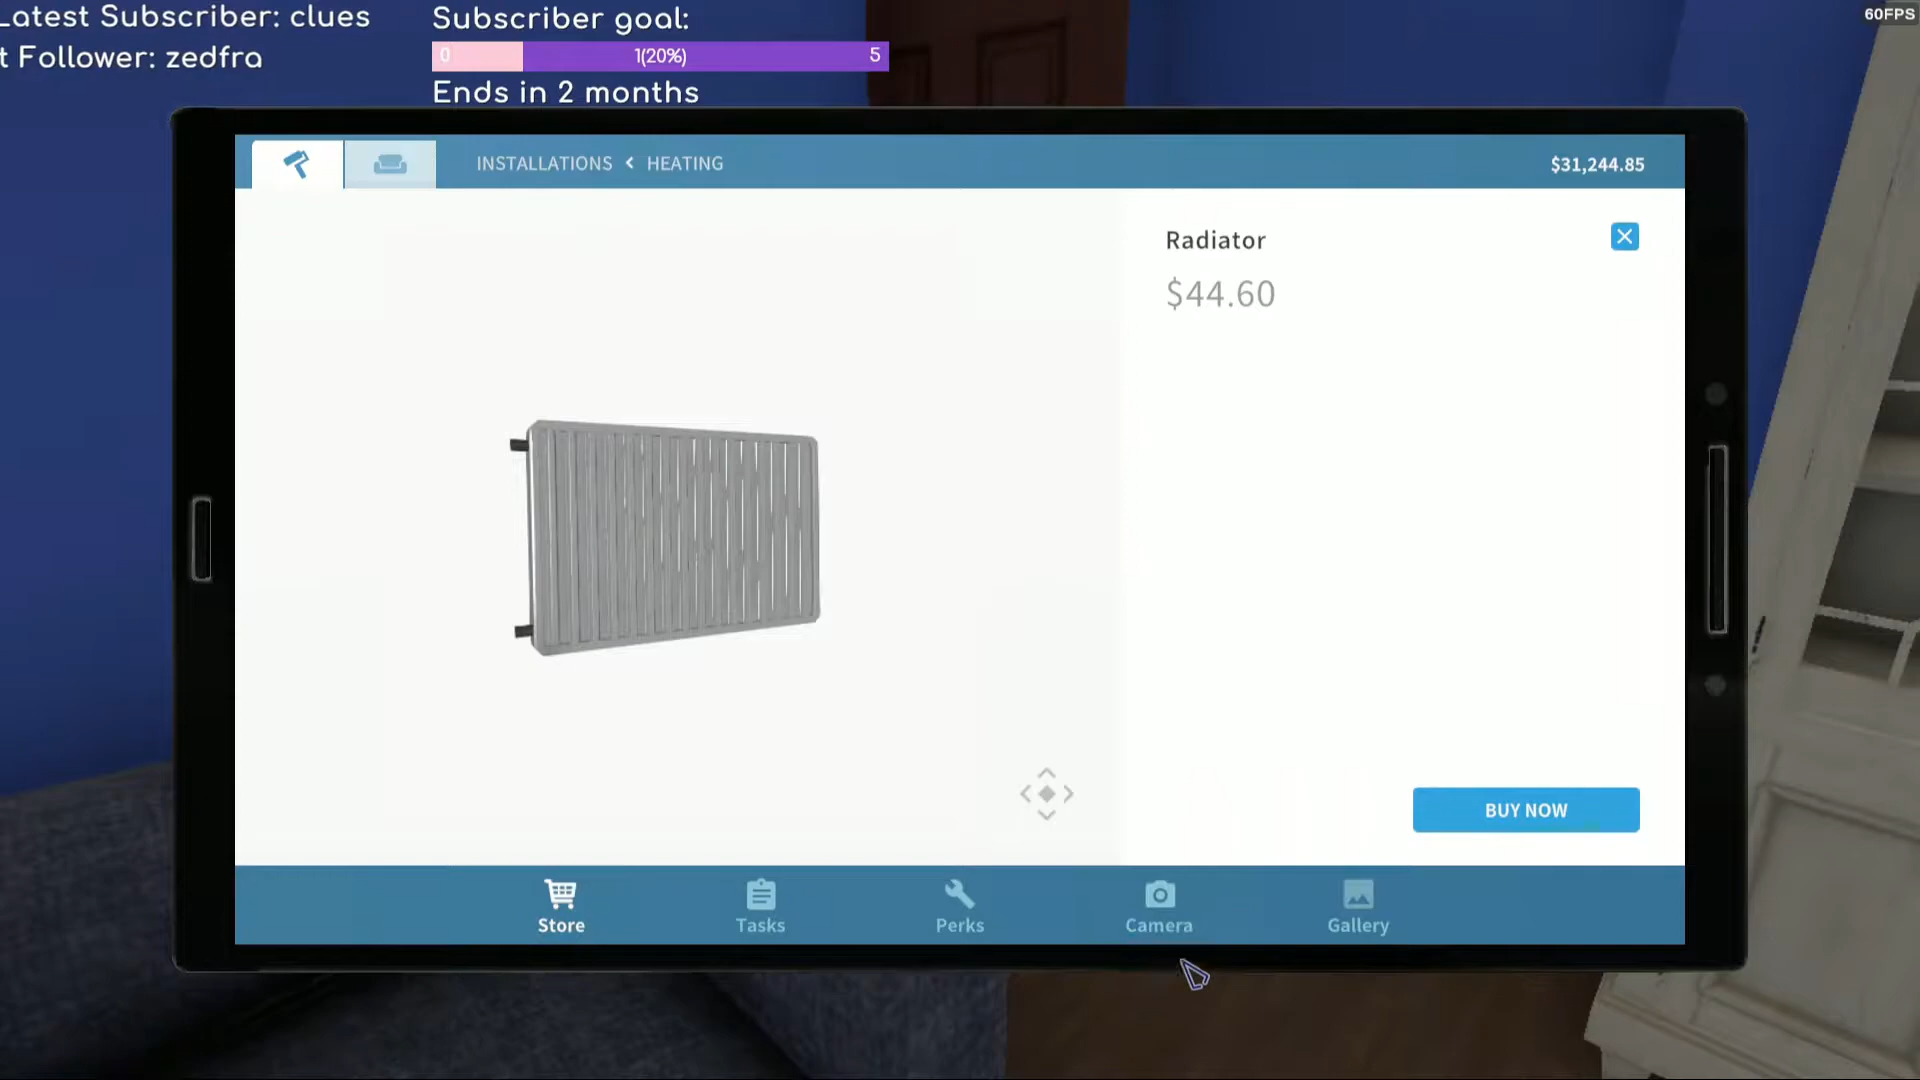 Latest Subscriber: clues
t Follower: zedfra
Subscriber goal:
0 1(20%) 5
Ends in 2 months
60FPS
INSTALLATIONS < HEATING
$31,244.85
Radiator
$44.60
BUY NOW
Store
Tasks
Perks
Camera
Gallery